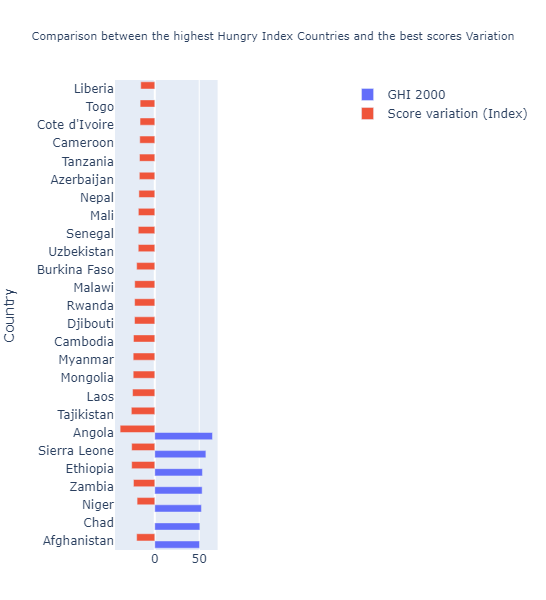 Comparison between the highest Hungry Index Countries and the best scores Variation
GHI 2000
Score variation (Index)
Liberia
Togo
Cote d'Ivoire
Cameroon
Tanzania
Azerbaijan
Nepal
Mali
Senegal
Uzbekistan
Burkina Faso
Malawi
Rwanda
Djibouti
Cambodia
Myanmar
Mongolia
Laos
Tajikistan
Angola
Sierra Leone
Ethiopia
Zambia
Niger
Chad
Afghanistan
Country
0 50